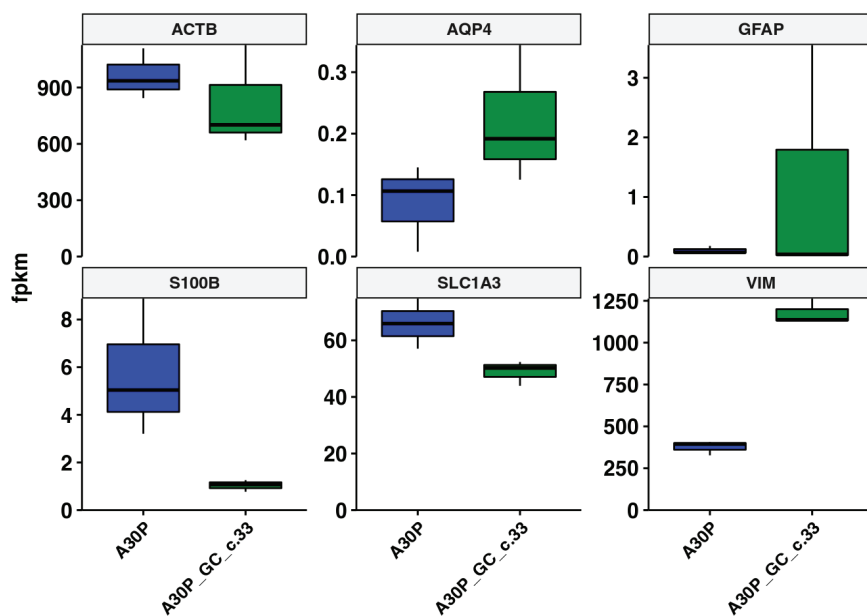 ACTB
AQP4
GFAP
900
600
300
0
0.3
0.2
0.1
0.0
3
2
1
0
fpkm
S100B
SLC1A3
VIM
8
6
4
2
0
60
40
20
0
1250
1000
750
500
250
0
A30P
A30P_GC_c.33
A30P
A30P_GC_c.33
A30P
A30P_GC_c.33